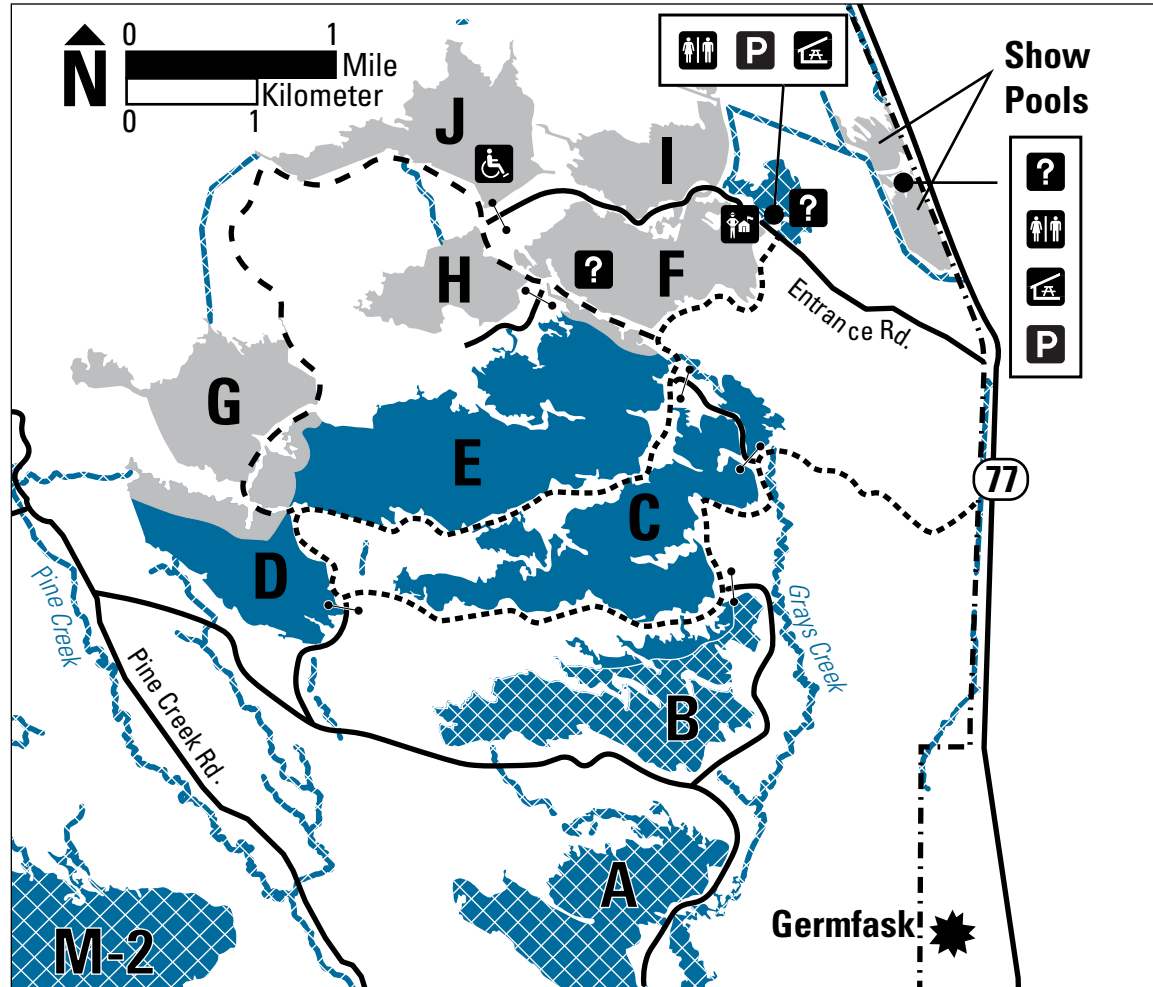 0 1
N
Mile
Kilometer
0 1
P
Show
Pools
J
I
?
?
?
P
H
F
Entrance Rd.
G
E
77
C
D
Pine Creek
Grays Creek
Pine Creek Rd.
B
A
Germfask
M-2